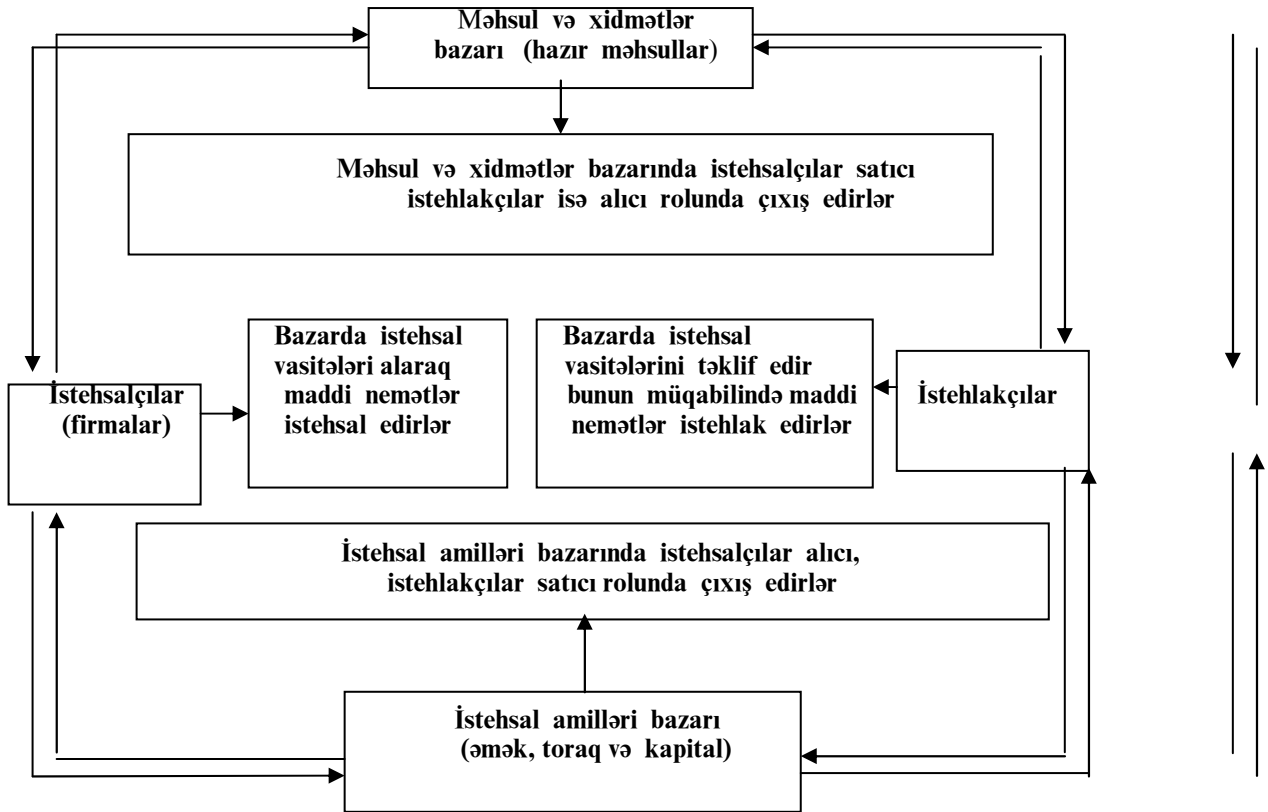 Məhsul və xidmətlər
bazarı (hazır məhsullar)
Məhsul və xidmətlər bazarında istehsalçılar satıcı
istehlakçılar isə alıcı rolunda çıxış edirlər
İstehsalçılar
(firmalar)
Bazarda istehsal
vasitələri alaraq
maddi nemətlər
istehsal edirlər
Bazarda istehsal
vasitələrini təklif edir
bunun müqabilində maddi
nemətlər istehlak edirlər
İstehlakçılar
İstehsal amilləri bazarında istehsalçılar alıcı,
istehlakçılar satıcı rolunda çıxış edirlər
İstehsal amilləri bazarı
(əmək, toraq və kapital)